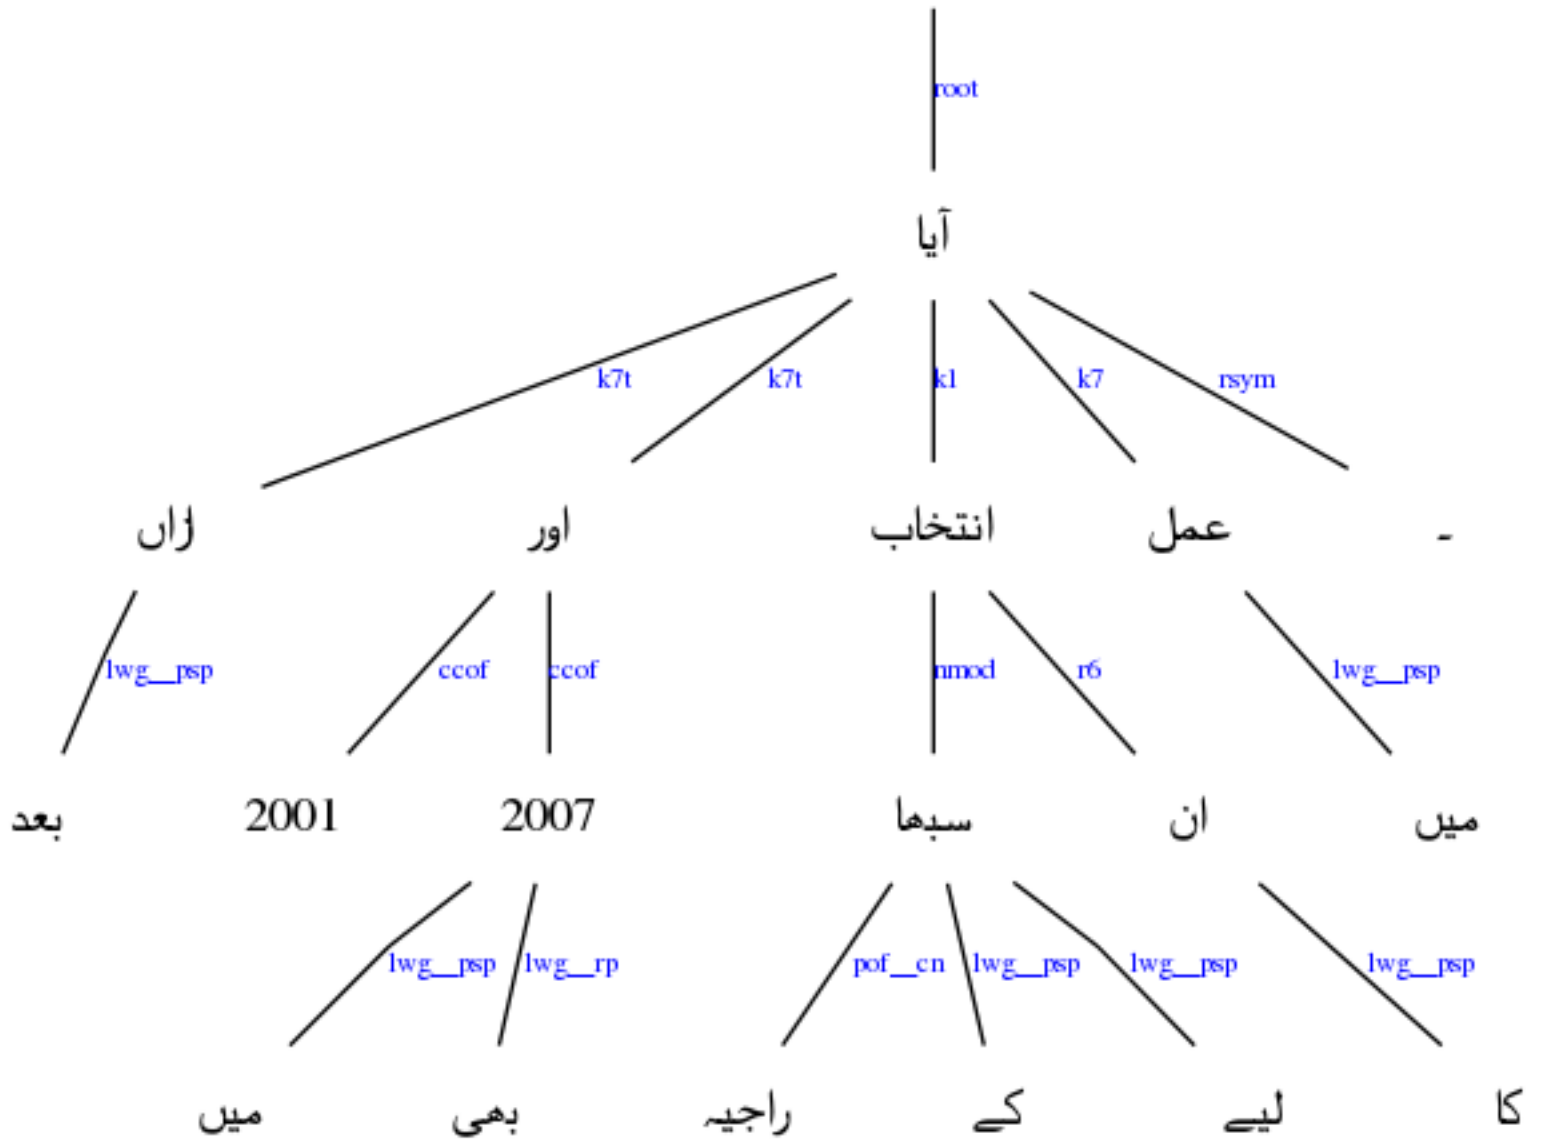 root
آیا
k7t k7t k1 k7 rsym
ازاں اور انتخاب عمل ۔
lwg__psp ccof ccof nmod r6 lwg__psp
بعد 2001 2007 سبھا ان میں
lwg__psp lwg__rp pof__cn lwg__psp lwg__psp lwg__psp
میں بھی راجیہ کے لیے کا